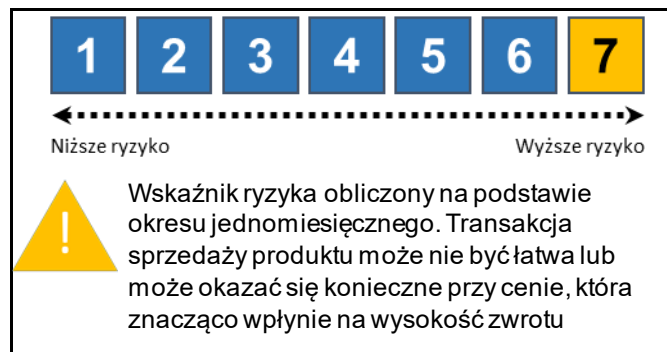 1 2 3 4 5 6 7
Niższe ryzyko Wyższe ryzyko
!
Wskaźnik ryzyka obliczony na podstawie
okresu jednomiesięcznego. Transakcja
sprzedaży produktu może nie być łatwa lub
może okazać się konieczne przy cenie, która
znacząco wpłynie na wysokość zwrotu